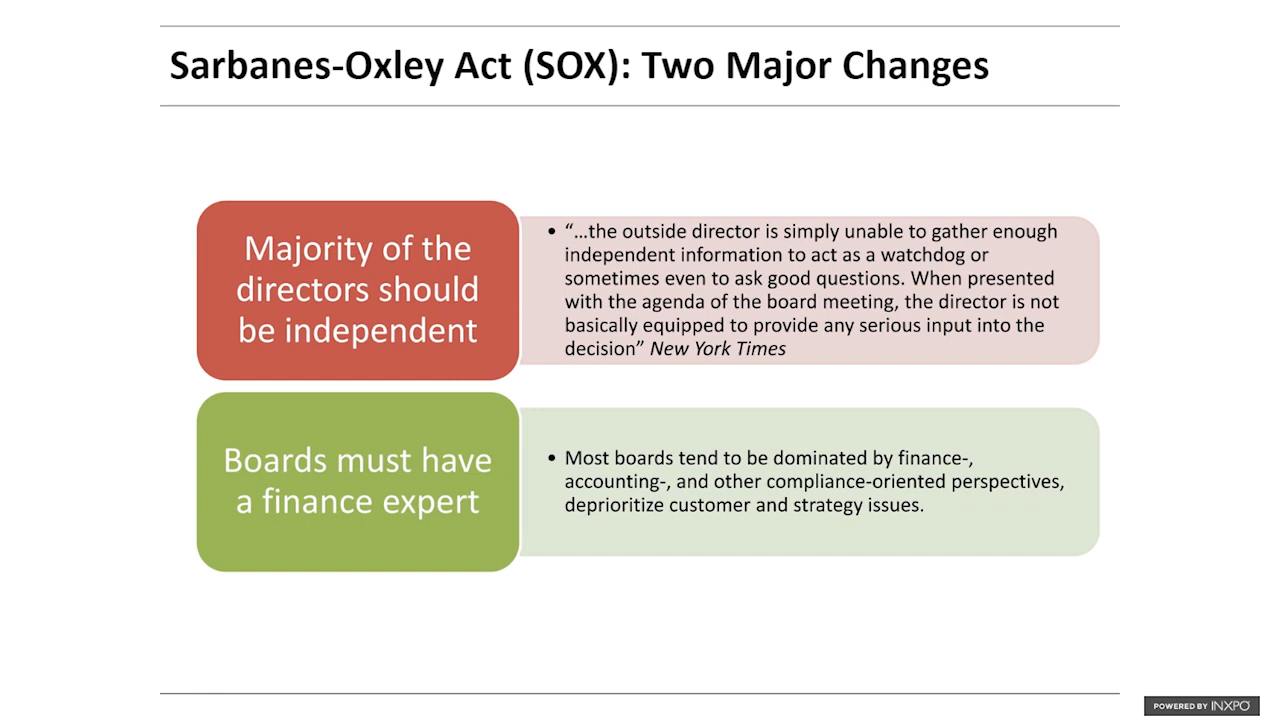 Sarbanes-Oxley Act (SOX): Two Major Changes
Majority of the
directors should
be independent
• “…the outside director is simply unable to gather enough
independent information to act as a watchdog or
sometimes even to ask good questions. When presented
with the agenda of the board meeting, the director is not
basically equipped to provide any serious input into the
decision” New York Times
Boards must have
a finance expert
• Most boards tend to be dominated by finance-,
accounting-, and other compliance-oriented perspectives,
deprioritize customer and strategy issues.
POWERED BY INXPO